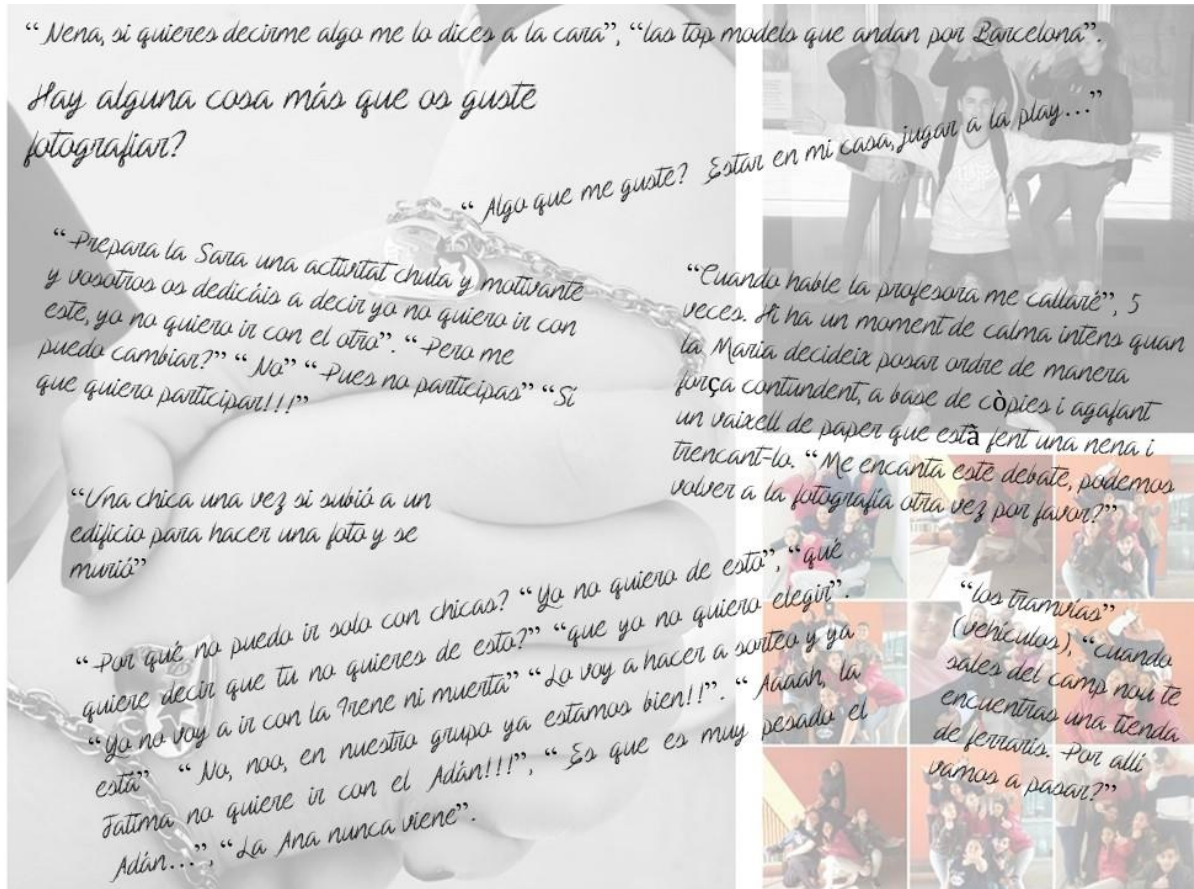 “Nena, si quieres decirme algo me lo dices a la cara”, “las top models que andan por Barcelona”.
Hay alguna cosa más que os guste
fotografiar?
“ Algo que me guste? Estar en mi casa, jugar a la play...”
“Prepara la Sara una activitat chula y motivante
y vosotros os dedicáis a decir yo no quiero ir con
este, yo no quiero ir con el otro”. “Pero me
puedo cambiar?” “No” “Pues no participas” “Sí
que quiero participar!!!”
“Cuando hable la profesora me callaré”, 5
veces. Hi ha un moment de calma intens quan
la Maria decideix posar ordre de manera
força contundent, a base de còpies i agafant
un vaixell de paper que està fent una nena i
trencant-lo. “Me encanta este debate, podemos
volver a la fotografía otra vez por favor?”
“Una chica una vez si subió a un
edificio para hacer una foto y se
murió”
“Por qué no puedo ir solo con chicas? “Yo no quiero de esto”, “qué
quiere decir que tu no quieres de esto?” “que yo no quiero elegir”.
“Yo no voy a ir con la Irene ni muerta” “Lo voy a hacer a sorteo y ya
está” “No, noo, en nuestro grupo ya estamos bien!!”. “ Aaaah, la
Fatima no quiere ir con el Adán!!!”, “Es que es muy pesado el
Adán...”, “La Ana nunca viene”.
“los tramvías”
(vehículos), “cuando
sales del camp nou te
encuentras una tienda
de ferraris. Por allí
vamos a pasar?”